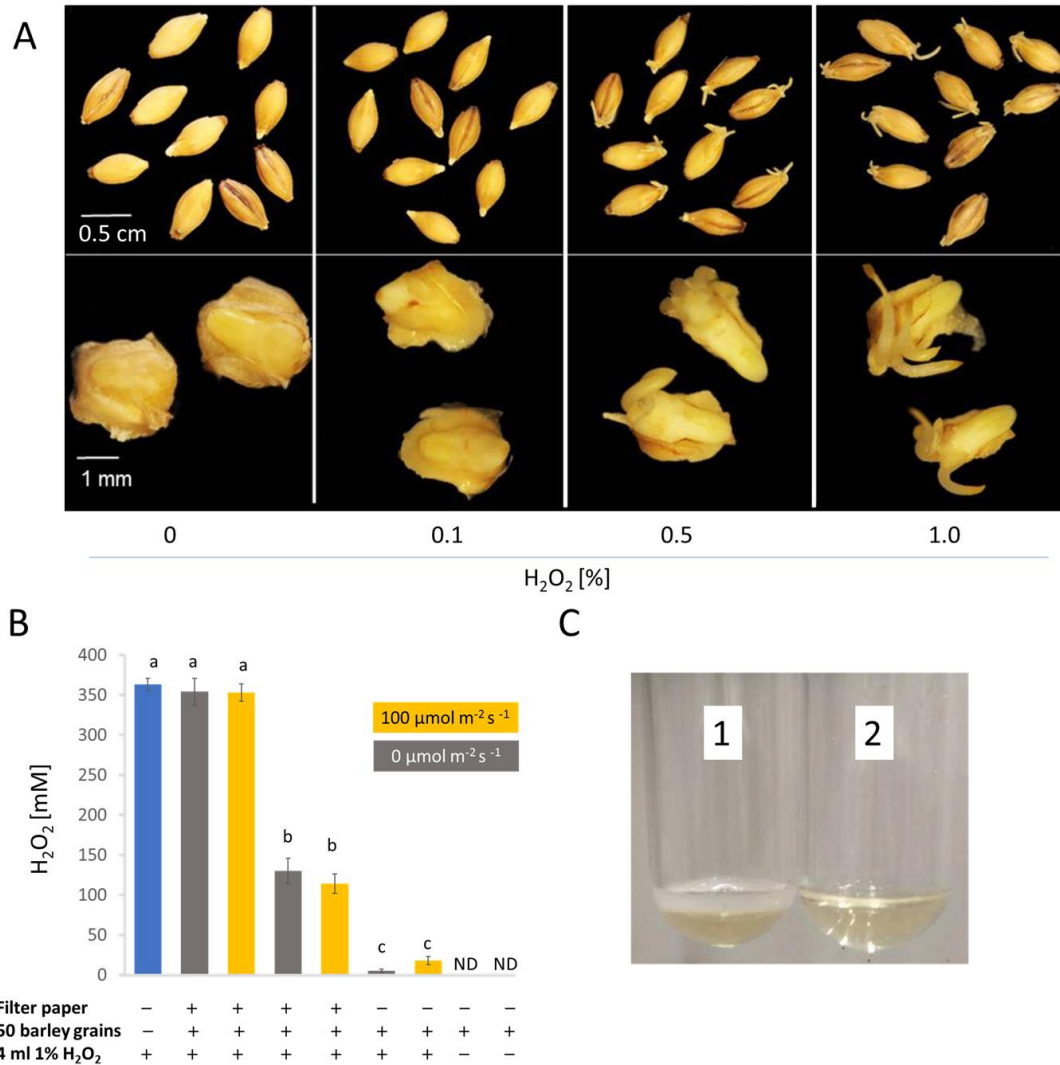 A
0.5 cm
1 mm
0 0.1 0.5 1.0
H₂O₂ [%]
B
C
400
350
300
250
200
150
100
50
0
H₂O₂ [mM]
a a a b b c c ND ND
100 µmol m⁻² s ⁻¹
0 µmol m⁻² s ⁻¹
Filter paper – + + + + – – – –
50 barley grains – + + + + + + + +
4 ml 1% H₂O₂ + + + + + + + – –
1 2